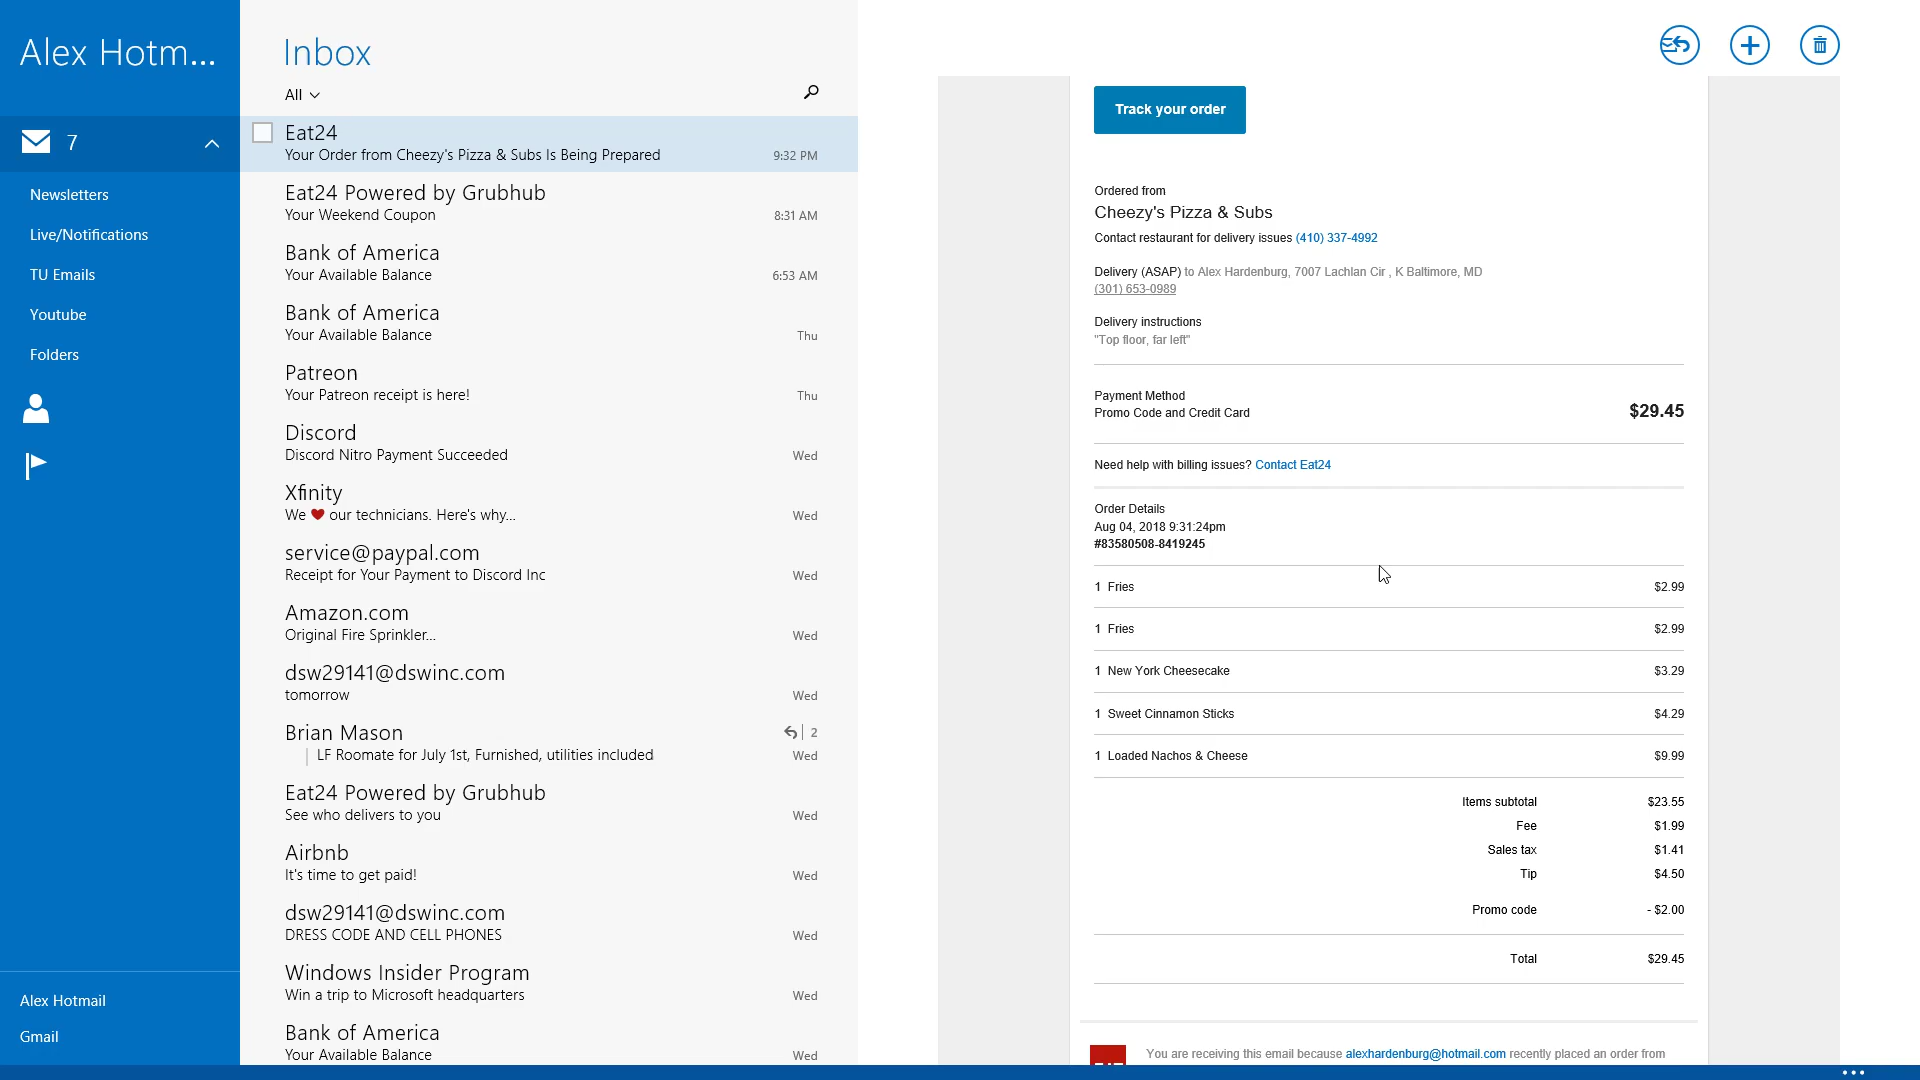 Alex Hotm...
7
Newsletters
Live/Notifications
TU Emails
Youtube
Folders
Alex Hotmail
Gmail
Inbox
All
Eat24
Your Order from Cheezy's Pizza & Subs Is Being Prepared 9:32 PM
Eat24 Powered by Grubhub
Your Weekend Coupon 8:31 AM
Bank of America
Your Available Balance 6:53 AM
Bank of America
Your Available Balance Thu
Patreon
Your Patreon receipt is here! Thu
Discord
Discord Nitro Payment Succeeded Wed
Xfinity
We ❤ our technicians. Here's why... Wed
service@paypal.com
Receipt for Your Payment to Discord Inc Wed
Amazon.com
Original Fire Sprinkler... Wed
dsw29141@dswinc.com
tomorrow Wed
Brian Mason 2
LF Roomate for July 1st, Furnished, utilities included Wed
Eat24 Powered by Grubhub
See who delivers to you Wed
Airbnb
It's time to get paid! Wed
dsw29141@dswinc.com
DRESS CODE AND CELL PHONES Wed
Windows Insider Program
Win a trip to Microsoft headquarters Wed
Bank of America
Your Available Balance Wed
Track your order
Ordered from
Cheezy's Pizza & Subs
Contact restaurant for delivery issues (410) 337-4992
Delivery (ASAP) to Alex Hardenburg, 7007 Lachlan Cir , K Baltimore, MD
(301) 653-0989
Delivery instructions
"Top floor, far left"
Payment Method
Promo Code and Credit Card $29.45
Need help with billing issues? Contact Eat24
Order Details
Aug 04, 2018 9:31:24pm
#83580508-8419245
1 Fries $2.99
1 Fries $2.99
1 New York Cheesecake $3.29
1 Sweet Cinnamon Sticks $4.29
1 Loaded Nachos & Cheese $9.99
Items subtotal $23.55
Fee $1.99
Sales tax $1.41
Tip $4.50
Promo code - $2.00
Total $29.45
You are receiving this email because alexhardenburg@hotmail.com recently placed an order from